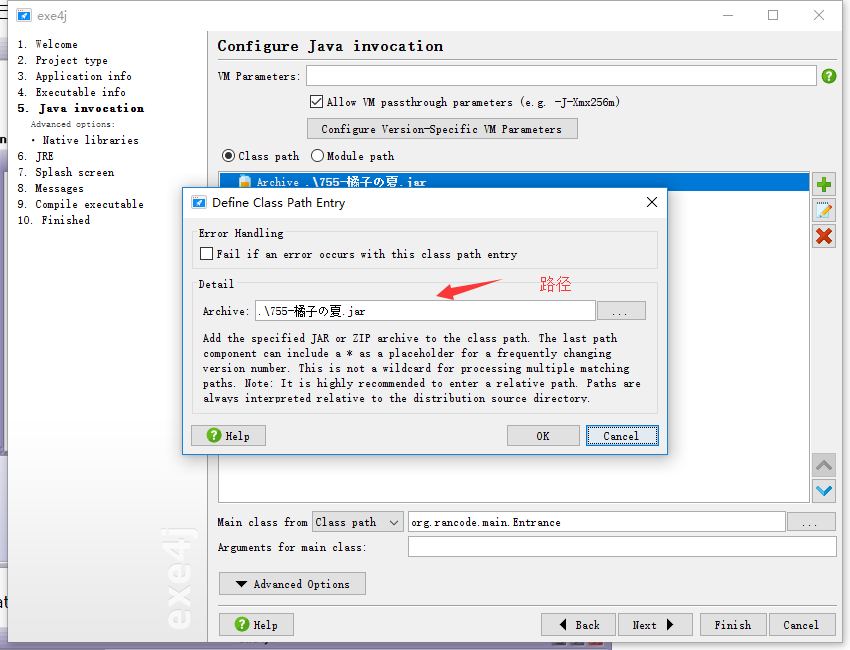 exe4j
1. Welcome
2. Project type
3. Application info
4. Executable info
5. Java invocation
Advanced options:
• Native libraries
6. JRE
7. Splash screen
8. Messages
9. Compile executable
10. Finished
exe4j
Configure Java invocation
VM Parameters:
Allow VM passthrough parameters (e.g. -J-Xmx256m)
Configure Version-Specific VM Parameters
Class path Module path
Archive .\755-橘子の夏.jar
Define Class Path Entry
Error Handling
Fail if an error occurs with this class path entry
Detail
路径
Archive: .\755-橘子の夏.jar ...
Add the specified JAR or ZIP archive to the class path. The last path
component can include a * as a placeholder for a frequently changing
version number. This is not a wildcard for processing multiple matching
paths. Note: It is highly recommended to enter a relative path. Paths are
always interpreted relative to the distribution source directory.
Help OK Cancel
Main class from Class path org.rancode.main.Entrance ...
Arguments for main class:
Advanced Options
Help Back Next Finish Cancel